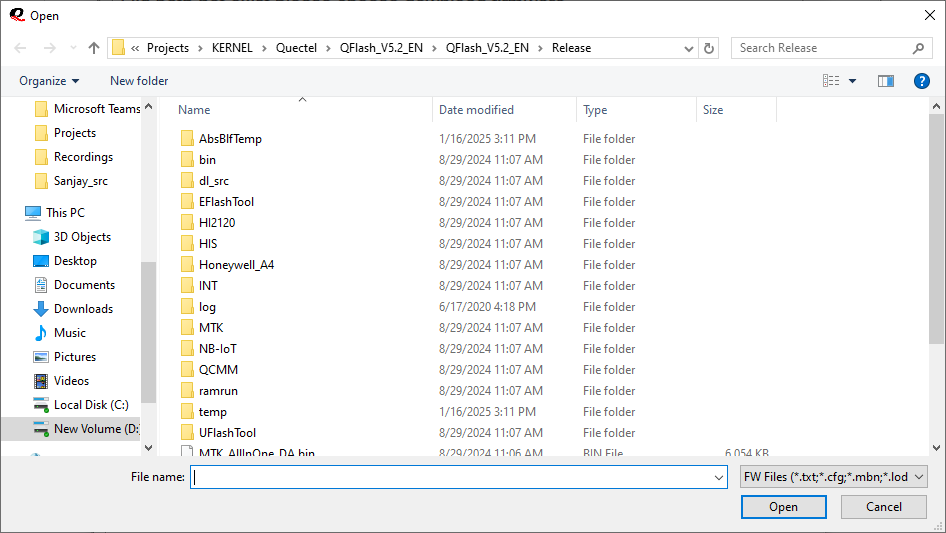 Open
« Projects > KERNEL > Quectel > QFlash_V5.2_EN > QFlash_V5.2_EN > Release
Search Release
Organize
New folder
Microsoft Teams
Projects
Recordings
Sanjay_src
This PC
3D Objects
Desktop
Documents
Downloads
Music
Pictures
Videos
Local Disk (C:)
New Volume (D:
Name Date modified Type Size
AbsBlfTemp 1/16/2025 3:11 PM File folder
bin 8/29/2024 11:07 AM File folder
dl_src 8/29/2024 11:07 AM File folder
EFlashTool 8/29/2024 11:07 AM File folder
HI2120 8/29/2024 11:07 AM File folder
HIS 8/29/2024 11:07 AM File folder
Honeywell_A4 8/29/2024 11:07 AM File folder
INT 8/29/2024 11:07 AM File folder
log 6/17/2020 4:18 PM File folder
MTK 8/29/2024 11:07 AM File folder
NB-IoT 8/29/2024 11:07 AM File folder
QCMM 8/29/2024 11:07 AM File folder
ramrun 8/29/2024 11:07 AM File folder
temp 1/16/2025 3:11 PM File folder
UFlashTool 8/29/2024 11:07 AM File folder
MTK_AllInOne_DA.bin 8/29/2024 11:06 AM BIN File 6,054 KB
File name:
FW Files (*.txt;*.cfg;*.mbn;*.lod
Open
Cancel